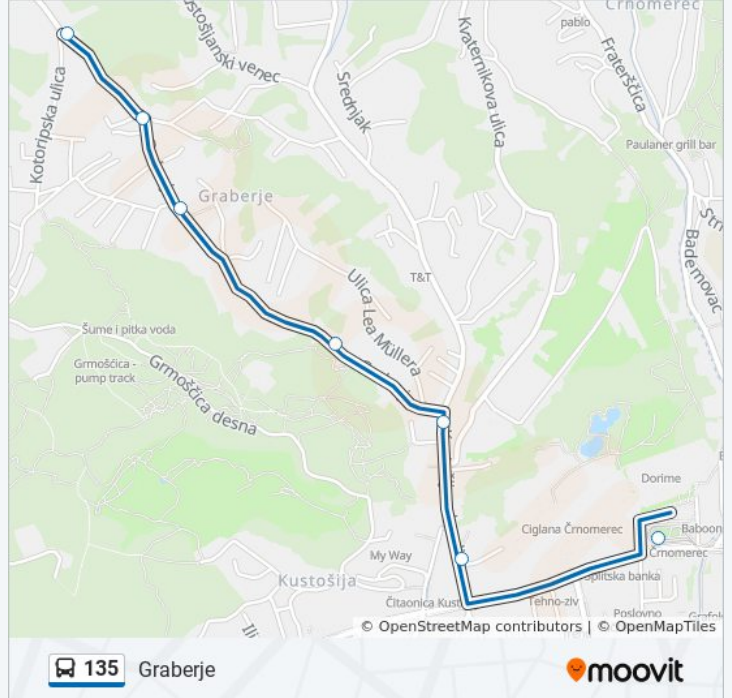 Črnomerec
pablo
ostošijanski venec
Kvaternikova ulica
Fraterščica
Srednjak
Kotoripska ulica
Paulaner grill bar
Graberje
Bademovac
T&T
Ulica Lea Müllera
Šume i pitka voda
Grmoščica -
pump track
Grmoščica desna
Dorime
Ciglana Črnomerec
Baboon
Črnomerec
My Way
Splitska banka
Kustošija
Čitaonica Kust
Tehno-ziv
Poslovno
© OpenStreetMap contributors | © OpenMapTiles
135 Graberje
moovit